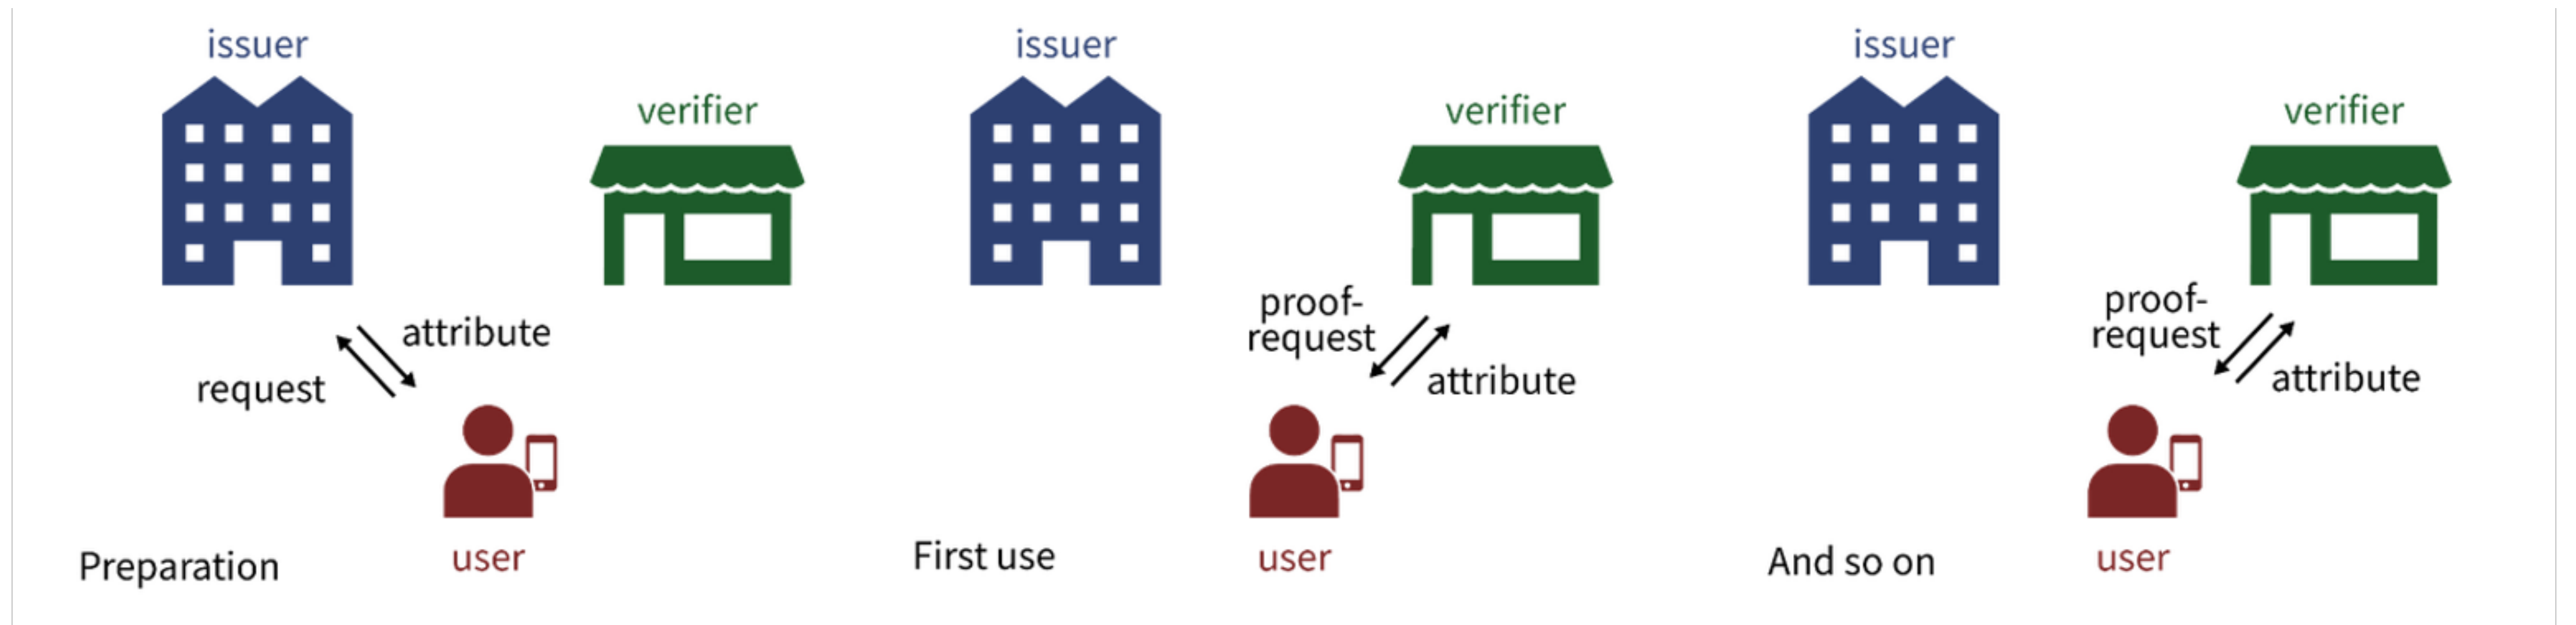 issuer
verifier
attribute
request
user
Preparation
issuer
verifier
proof-
request
attribute
user
First use
issuer
verifier
proof-
request
attribute
user
And so on